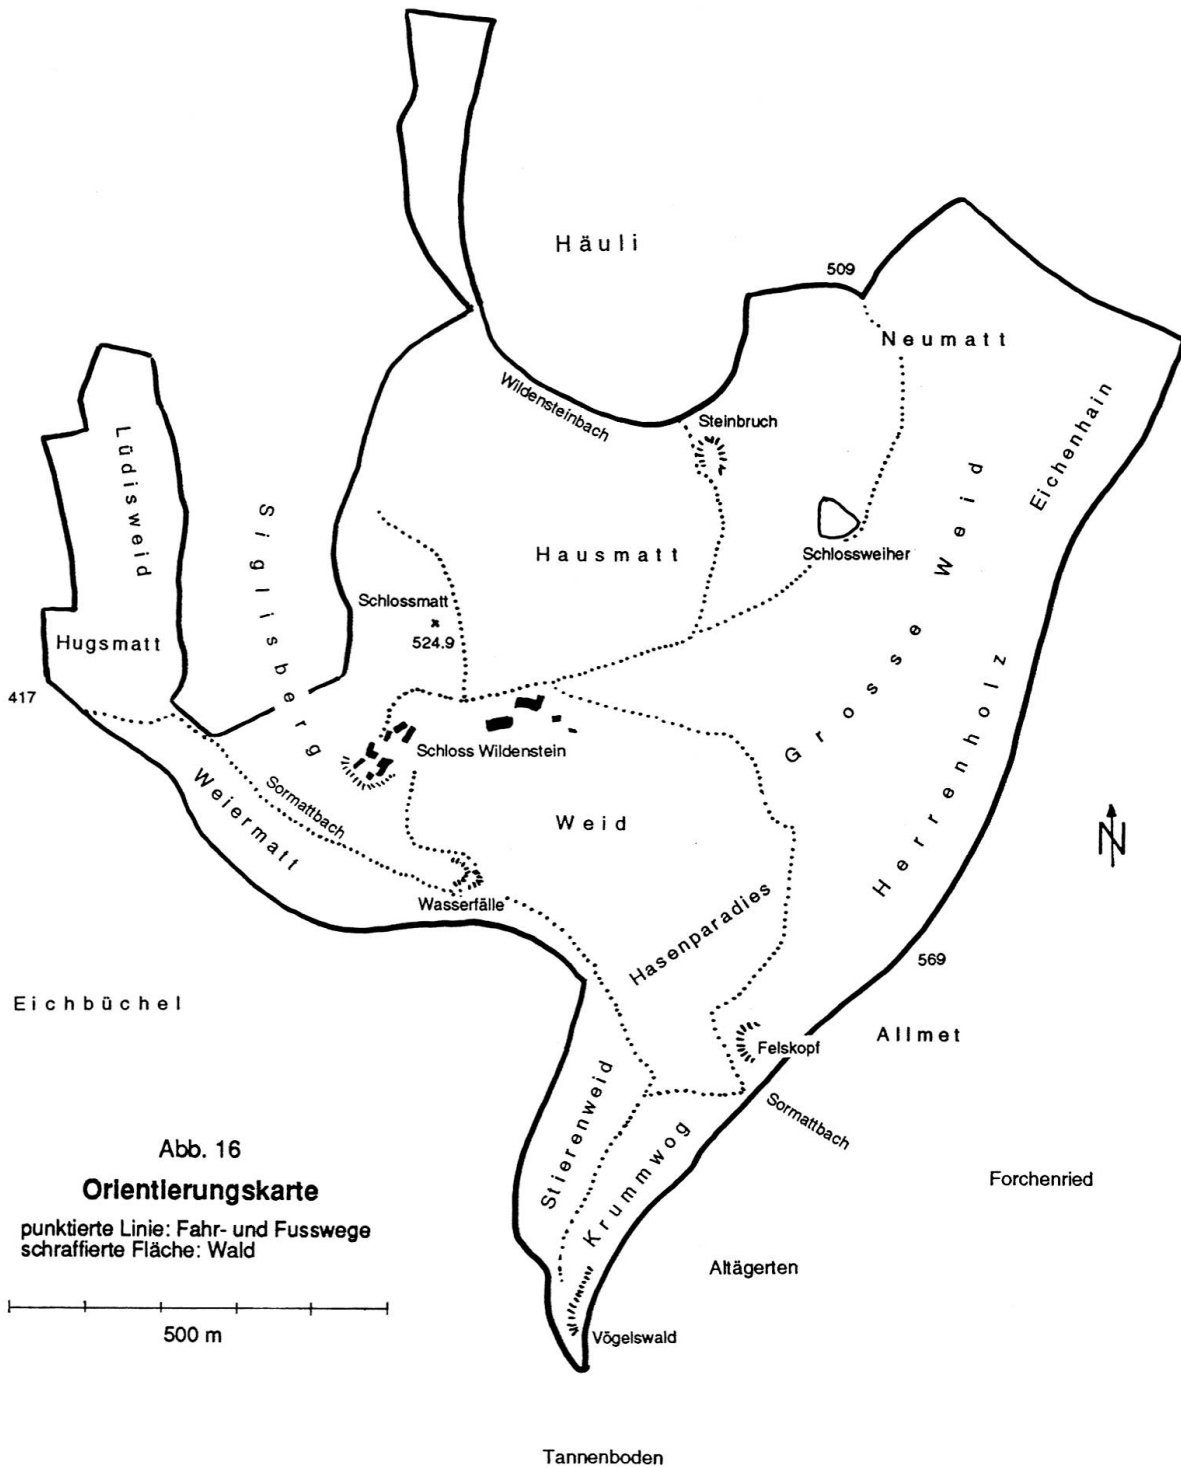 Häuli
509
Neumatt
Wildensteinbach
Steinbruch
Eichenhain
Lüdisweid
Siglisberg
Hausmatt
Schlossweiher
Grosse Weid
Schlossmatt
524.9
Hugsmatt
417
Schloss Wildenstein
Herrenholz
Sormattbach
Weiermatt
Weid
N
Wasserfälle
Hasenparadies
569
Eichbüchel
Allmet
Felskopf
Sormattbach
Stierenweid
Krummwog
Forchenried
Abb. 16
Orientierungskarte
punktierte Linie: Fahr- und Fusswege
schraffierte Fläche: Wald
500 m
Altägerten
Vögelswald
Tannenboden